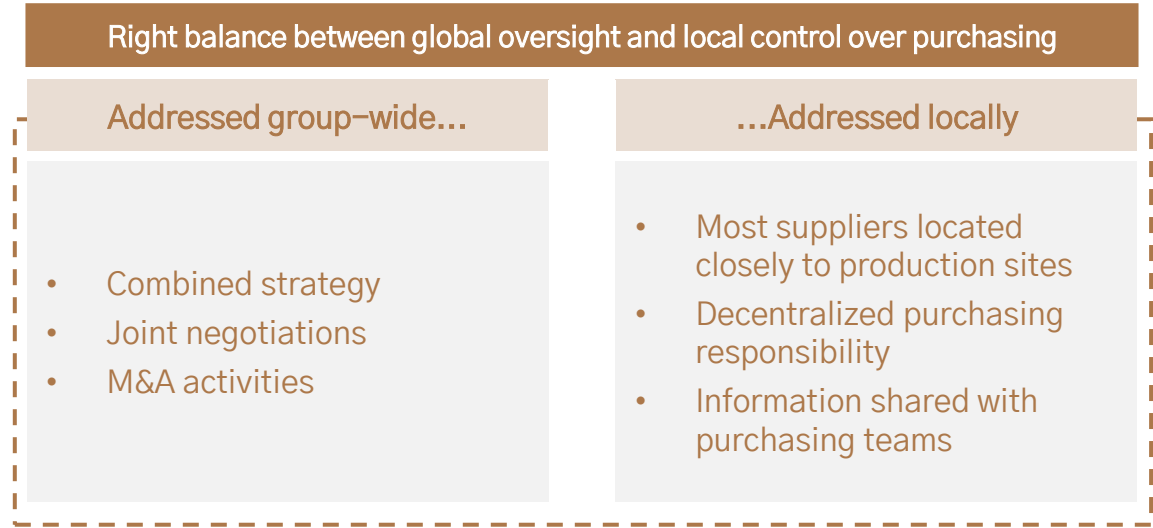 Right balance between global oversight and local control over purchasing
Addressed group-wide...
• Combined strategy
• Joint negotiations
• M&A activities
...Addressed locally
• Most suppliers located
closely to production sites
• Decentralized purchasing
responsibility
• Information shared with
purchasing teams